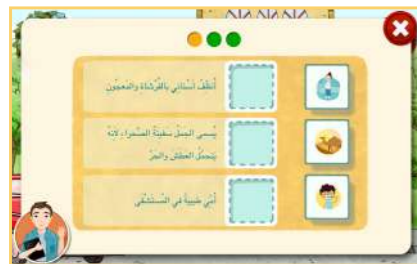 أُنَظِّفُ أَسْنَانِي بِالفُرْشَاةِ وَالمَعْجُونِ
يُسَمَّى الجَمَلُ سَفِينَةُ الصَّحْرَاءِ لِأَنَّهُ
يَتَحَمَّلُ العَطَشَ وَالحَرَّ
أُمِّي طَبِيبَةٌ فِي المُسْتَشْفَى